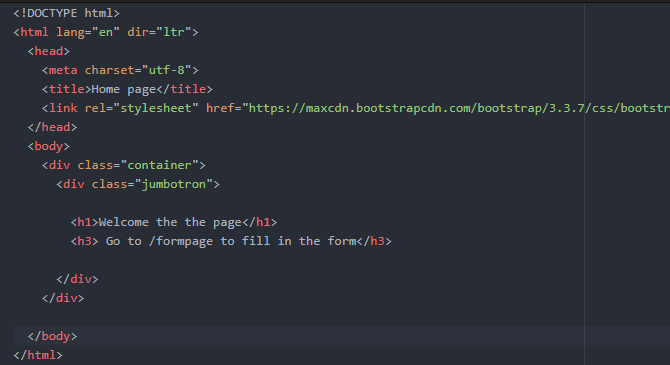 <!DOCTYPE html>
<html lang="en" dir="ltr">
<head>
<meta charset="utf-8">
<title>Home page</title>
<link rel="stylesheet" href="https://maxcdn.bootstrapcdn.com/bootstrap/3.3.7/css/bootstr
</head>
<body>
<div class="container">
<div class="jumbotron">
<h1>Welcome the the page</h1>
<h3> Go to /formpage to fill in the form</h3>
</div>
</div>
</body>
</html>